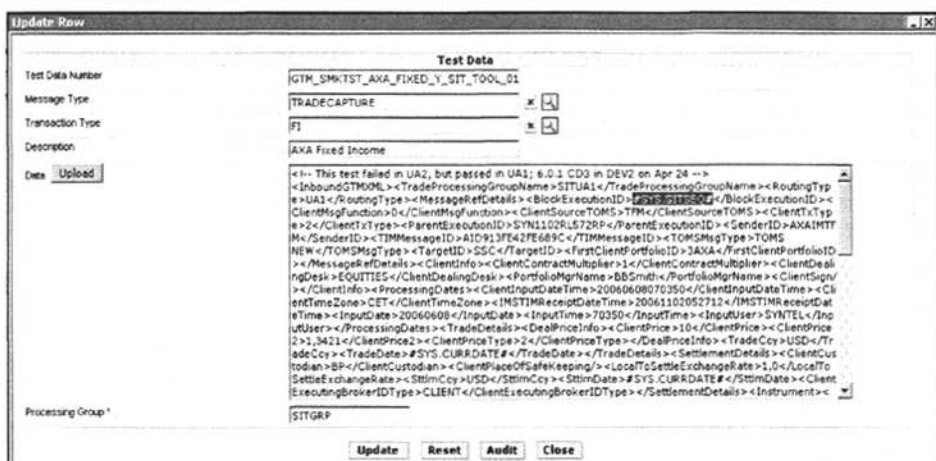 Update Row
Test Data
Test Data Number GTM_SMKTST_AXA_FIXED_Y_SIT_TOOL_01
Message Type TRADECAPTURE
Transaction Type FI
Description AXA Fixed Income
Data Upload
<!-- This test failed in UA2, but passed in UA1; 6.0.1 CD3 in DEV2 on Apr 24 -->
<InboundGTMXML><TradeProcessingGroupName>SITUA1</TradeProcessingGroupName><RoutingTyp
e>UA1</RoutingType><MessageRefDetails><BlockExecutionID>#SYS.SITSEQ#</BlockExecutionID><
ClientMsgFunction>0</ClientMsgFunction><ClientSourceTOMS>TFM</ClientSourceTOMS><ClientTxTyp
e>2</ClientTxType><ParentExecutionID>SYN1102RL572RP</ParentExecutionID><SenderID>AXAIMTF
M</SenderID><TIMMessageID>AID913FE42FE689C</TIMMessageID><TOMSMsgType>TOMS
NEW</TOMSMsgType><TargetID>SSC</TargetID><FirstClientPortfolioID>3AXA</FirstClientPortfolioID
></MessageRefDetails><ClientInfo><ClientContractMultiplier>1</ClientContractMultiplier><ClientDeali
ngDesk>EQUITIES</ClientDealingDesk><PortfolioMgrName>BBSmith</PortfolioMgrName><ClientSign/
></ClientInfo><ProcessingDates><ClientInputDateTime>20060608070350</ClientInputDateTime><Cli
entTimeZone>CET</ClientTimeZone><IMSTIMReceiptDateTime>20061102052712</IMSTIMReceiptDat
eTime><InputDate>20060608</InputDate><InputTime>70350</InputTime><InputUser>SYNTEL</Inp
utUser></ProcessingDates><TradeDetails><DealPriceInfo><ClientPrice>10</ClientPrice><ClientPrice
2>1,3421</ClientPrice2><ClientPriceType>2</ClientPriceType></DealPriceInfo><TradeCcy>USD</Tr
adeCcy><TradeDate>#SYS.CURRDATE#</TradeDate></TradeDetails><SettlementDetails><ClientCus
todian>BP</ClientCustodian><ClientPlaceOfSafeKeeping/><LocalToSettleExchangeRate>1,0</LocalTo
SettleExchangeRate><SttlmCcy>USD</SttlmCcy><SttlmDate>#SYS.CURRDATE#</SttlmDate><Client
ExecutingBrokerIDType>CLIENT</ClientExecutingBrokerIDType></SettlementDetails><Instrument><
Processing Group * SITGRP
Update Reset Audit Close